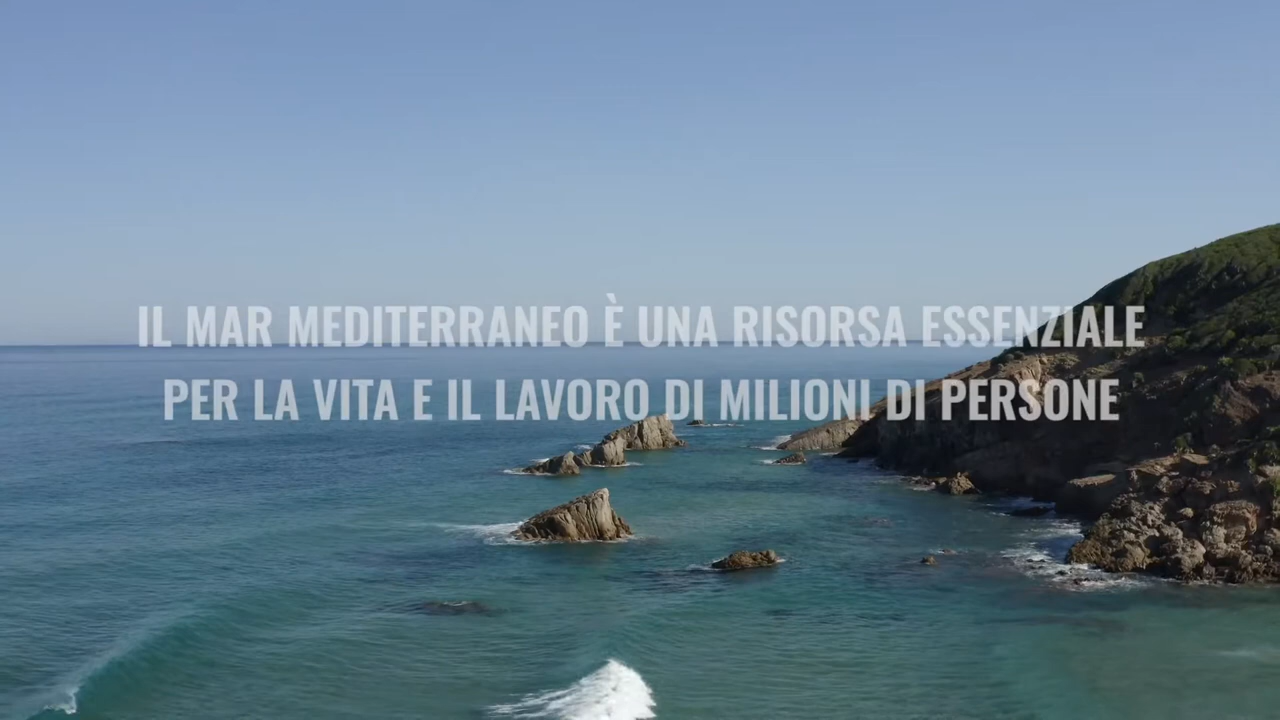 IL MAR MEDITERRANEO È UNA RISORSA ESSENZIALE
PER LA VITA E IL LAVORO DI MILIONI DI PERSONE